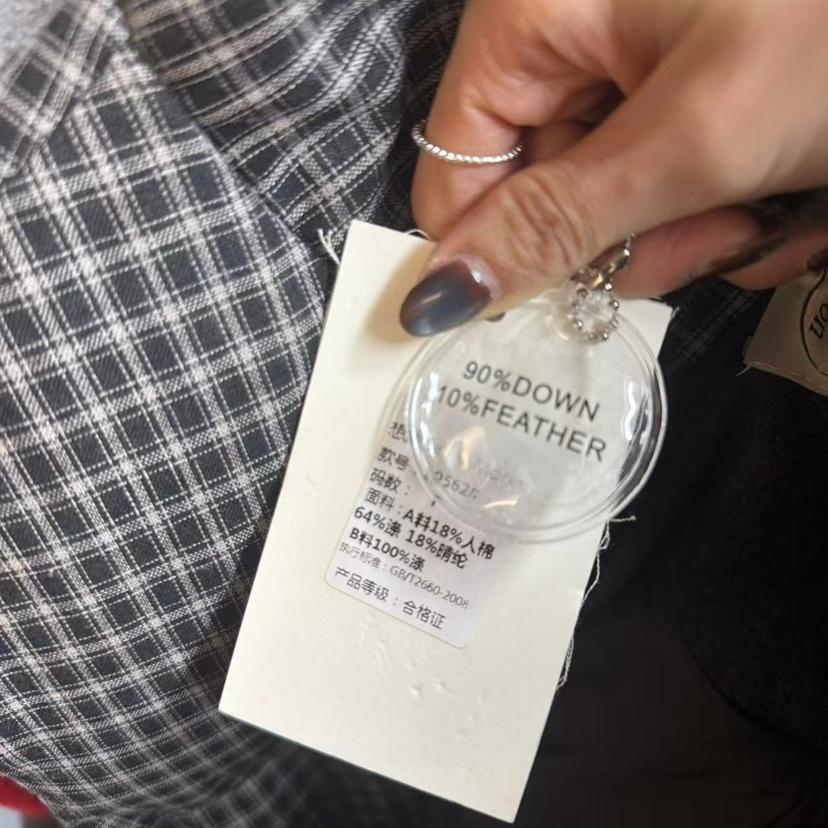 90%DOWN
10%FEATHER
款号：
码数：
面料：A料18%人棉
64%涤 18%腈纶
B料100%涤
执行标准：GB/T2660-2008
产品等级：合格证